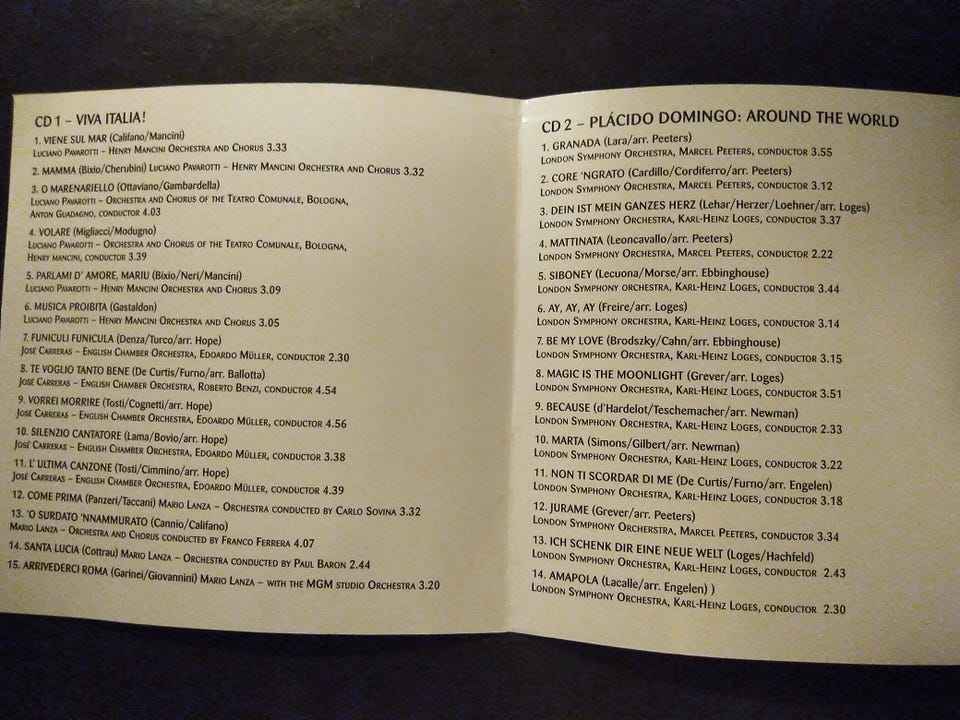 CD 1 – VIVA ITALIA!
1. VIENE SUL MAR (Califano/Mancini)
LUCIANO PAVAROTTI – HENRY MANCINI ORCHESTRA AND CHORUS 3.33
2. MAMMA (Bixio/Cherubini) LUCIANO PAVAROTTI – HENRY MANCINI ORCHESTRA AND CHORUS 3.32
3. O MARENARIELLO (Ottaviano/Gambardella)
LUCIANO PAVAROTTI – ORCHESTRA AND CHORUS OF THE TEATRO COMUNALE, BOLOGNA,
ANTON GUADAGNO, CONDUCTOR 4.03
4. VOLARE (Migliacci/Modugno)
LUCIANO PAVAROTTI – ORCHESTRA AND CHORUS OF THE TEATRO COMUNALE, BOLOGNA,
HENRY MANCINI, CONDUCTOR 3.39
5. PARLAMI D' AMORE, MARIU (Bixio/Neri/Mancini)
LUCIANO PAVAROTTI – HENRY MANCINI ORCHESTRA AND CHORUS 3.09
6. MUSICA PROIBITA (Gastaldon)
LUCIANO PAVAROTTI – HENRY MANCINI ORCHESTRA AND CHORUS 3.05
7. FUNICULI FUNICULA (Denza/Turco/arr. Hope)
JOSÉ CARRERAS – ENGLISH CHAMBER ORCHESTRA, EDOARDO MÜLLER, CONDUCTOR 2.30
8. TE VOGLIO TANTO BENE (De Curtis/Furno/arr. Ballotta)
JOSÉ CARRERAS – ENGLISH CHAMBER ORCHESTRA, ROBERTO BENZI, CONDUCTOR 4.54
9. VORREI MORRIRE (Tosti/Cognetti/arr. Hope)
JOSÉ CARRERAS – ENGLISH CHAMBER ORCHESTRA, EDOARDO MÜLLER, CONDUCTOR 4.56
10. SILENZIO CANTATORE (Lama/Bovio/arr. Hope)
JOSÉ CARRERAS – ENGLISH CHAMBER ORCHESTRA, EDOARDO MÜLLER, CONDUCTOR 3.38
11. L' ULTIMA CANZONE (Tosti/Cimmino/arr. Hope)
JOSÉ CARRERAS – ENGLISH CHAMBER ORCHESTRA, EDOARDO MÜLLER, CONDUCTOR 4.39
12. COME PRIMA (Panzeri/Taccani) MARIO LANZA – ORCHESTRA CONDUCTED BY CARLO SOVINA 3.32
13. 'O SURDATO 'NNAMMURATO (Cannio/Califano)
MARIO LANZA – ORCHESTRA AND CHORUS CONDUCTED BY FRANCO FERRERA 4.07
14. SANTA LUCIA (Cottrau) MARIO LANZA – ORCHESTRA CONDUCTED BY PAUL BARON 2.44
15. ARRIVEDERCI ROMA (Garinei/Giovannini) MARIO LANZA – WITH THE MGM STUDIO ORCHESTRA 3.20
CD 2 – PLÁCIDO DOMINGO: AROUND THE WORLD
1. GRANADA (Lara/arr. Peeters)
LONDON SYMPHONY ORCHESTRA, MARCEL PEETERS, CONDUCTOR 3.55
2. CORE 'NGRATO (Cardillo/Cordiferro/arr. Peeters)
LONDON SYMPHONY ORCHESTRA, MARCEL PEETERS, CONDUCTOR 3.12
3. DEIN IST MEIN GANZES HERZ (Lehar/Herzer/Loehner/arr. Loges)
LONDON SYMPHONY ORCHESTRA, KARL-HEINZ LOGES, CONDUCTOR 3.37
4. MATTINATA (Leoncavallo/arr. Peeters)
LONDON SYMPHONY ORCHESTRA, MARCEL PEETERS, CONDUCTOR 2.22
5. SIBONEY (Lecuona/Morse/arr. Ebbinghouse)
LONDON SYMPHONY ORCHESTRA, KARL-HEINZ LOGES, CONDUCTOR 3.44
6. AY, AY, AY (Freire/arr. Loges)
LONDON SYMPHONY ORCHESTRA, KARL-HEINZ LOGES, CONDUCTOR 3.14
7. BE MY LOVE (Brodszky/Cahn/arr. Ebbinghouse)
LONDON SYMPHONY ORCHESTRA, KARL-HEINZ LOGES, CONDUCTOR 3.15
8. MAGIC IS THE MOONLIGHT (Grever/arr. Loges)
LONDON SYMPHONY ORCHESTRA, KARL-HEINZ LOGES, CONDUCTOR 3.51
9. BECAUSE (d'Hardelot/Teschemacher/arr. Newman)
LONDON SYMPHONY ORCHESTRA, KARL-HEINZ LOGES, CONDUCTOR 2.33
10. MARTA (Simons/Gilbert/arr. Newman)
LONDON SYMPHONY ORCHESTRA, KARL-HEINZ LOGES, CONDUCTOR 3.22
11. NON TI SCORDAR DI ME (De Curtis/Furno/arr. Engelen)
LONDON SYMPHONY ORCHESTRA, KARL-HEINZ LOGES, CONDUCTOR 3.18
12. JURAME (Grever/arr. Peeters)
LONDON SYMPHONY ORCHERSTRA, MARCEL PEETERS, CONDUCTOR 3.34
13. ICH SCHENK DIR EINE NEUE WELT (Loges/Hachfeld)
LONDON SYMPHONY ORCHESTRA, KARL-HEINZ LOGES, CONDUCTOR 2.43
14. AMAPOLA (Lacalle/arr. Engelen) )
LONDON SYMPHONY ORCHESTRA, KARL-HEINZ LOGES, CONDUCTOR 2.30